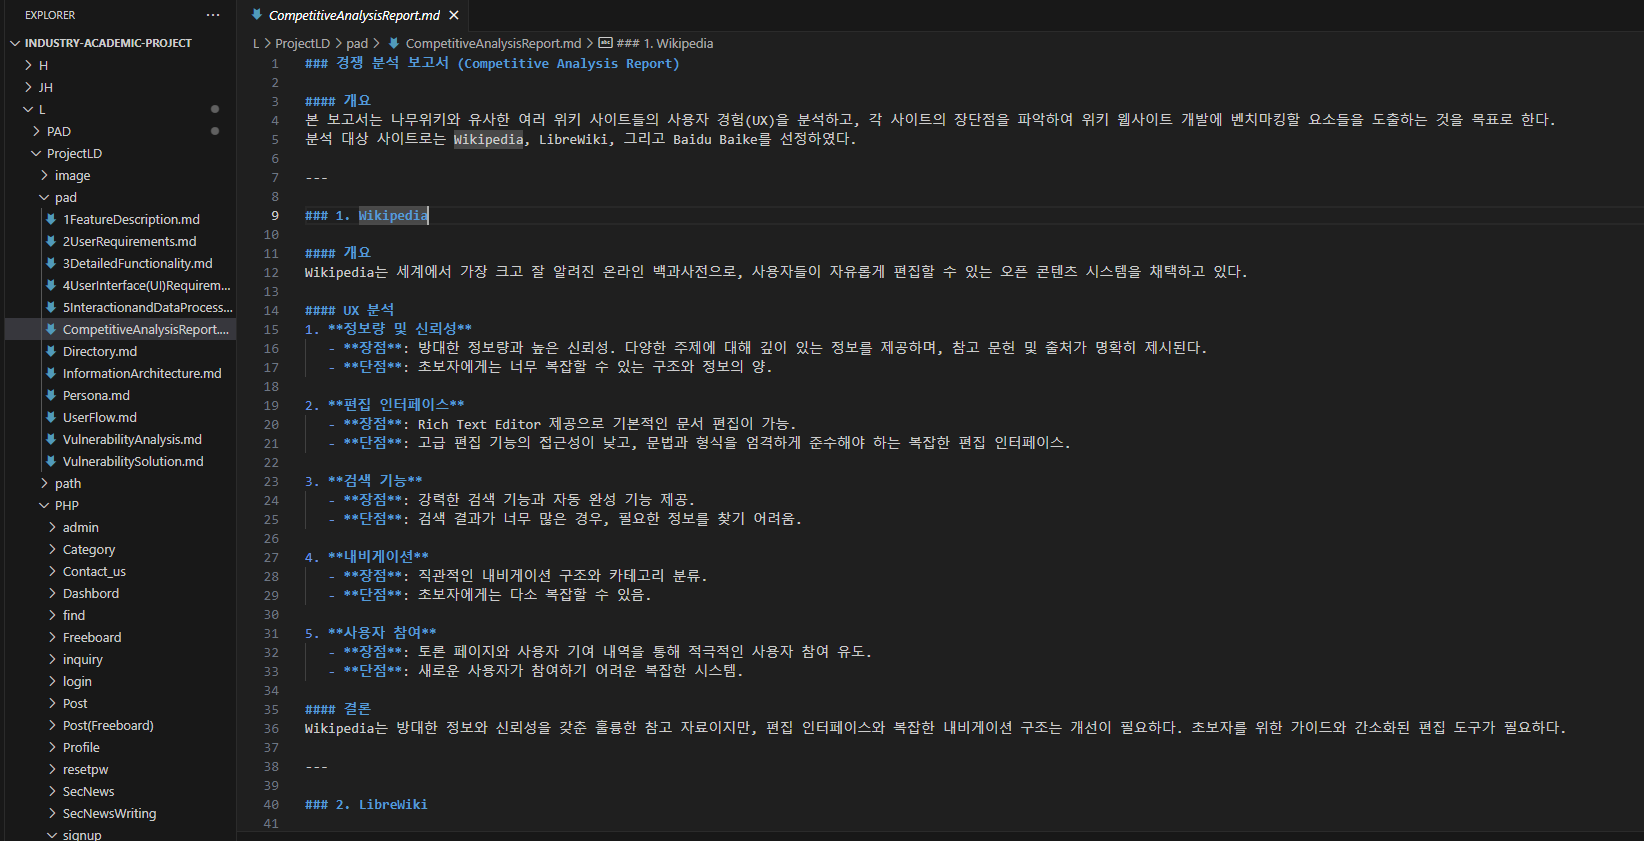 EXPLORER
INDUSTRY-ACADEMIC-PROJECT
H
JH
L
PAD
ProjectLD
image
pad
1FeatureDescription.md
2UserRequirements.md
3DetailedFunctionality.md
4UserInterface(UI)Requirem...
5InteractionandDataProcess...
CompetitiveAnalysisReport....
Directory.md
InformationArchitecture.md
Persona.md
UserFlow.md
VulnerabilityAnalysis.md
VulnerabilitySolution.md
path
PHP
admin
Category
Contact_us
Dashbord
find
Freeboard
inquiry
login
Post
Post(Freeboard)
Profile
resetpw
SecNews
SecNewsWriting
signup
CompetitiveAnalysisReport.md
L > ProjectLD > pad > CompetitiveAnalysisReport.md > ### 1. Wikipedia
1 ### 경쟁 분석 보고서 (Competitive Analysis Report)
2
3 #### 개요
4 본 보고서는 나무위키와 유사한 여러 위키 사이트들의 사용자 경험(UX)을 분석하고, 각 사이트의 장단점을 파악하여 위키 웹사이트 개발에 벤치마킹할 요소들을 도출하는 것을 목표로 한다.
5 분석 대상 사이트로는 Wikipedia, LibreWiki, 그리고 Baidu Baike를 선정하였다.
6
7 ---
8
9 ### 1. Wikipedia
10
11 #### 개요
12 Wikipedia는 세계에서 가장 크고 잘 알려진 온라인 백과사전으로, 사용자들이 자유롭게 편집할 수 있는 오픈 콘텐츠 시스템을 채택하고 있다.
13
14 #### UX 분석
15 1. **정보량 및 신뢰성**
16 - **장점**: 방대한 정보량과 높은 신뢰성. 다양한 주제에 대해 깊이 있는 정보를 제공하며, 참고 문헌 및 출처가 명확히 제시된다.
17 - **단점**: 초보자에게는 너무 복잡할 수 있는 구조와 정보의 양.
18
19 2. **편집 인터페이스**
20 - **장점**: Rich Text Editor 제공으로 기본적인 문서 편집이 가능.
21 - **단점**: 고급 편집 기능의 접근성이 낮고, 문법과 형식을 엄격하게 준수해야 하는 복잡한 편집 인터페이스.
22
23 3. **검색 기능**
24 - **장점**: 강력한 검색 기능과 자동 완성 기능 제공.
25 - **단점**: 검색 결과가 너무 많은 경우, 필요한 정보를 찾기 어려움.
26
27 4. **내비게이션**
28 - **장점**: 직관적인 내비게이션 구조와 카테고리 분류.
29 - **단점**: 초보자에게는 다소 복잡할 수 있음.
30
31 5. **사용자 참여**
32 - **장점**: 토론 페이지와 사용자 기여 내역을 통해 적극적인 사용자 참여 유도.
33 - **단점**: 새로운 사용자가 참여하기 어려운 복잡한 시스템.
34
35 #### 결론
36 Wikipedia는 방대한 정보와 신뢰성을 갖춘 훌륭한 참고 자료이지만, 편집 인터페이스와 복잡한 내비게이션 구조는 개선이 필요하다. 초보자를 위한 가이드와 간소화된 편집 도구가 필요하다.
37
38 ---
39
40 ### 2. LibreWiki
41